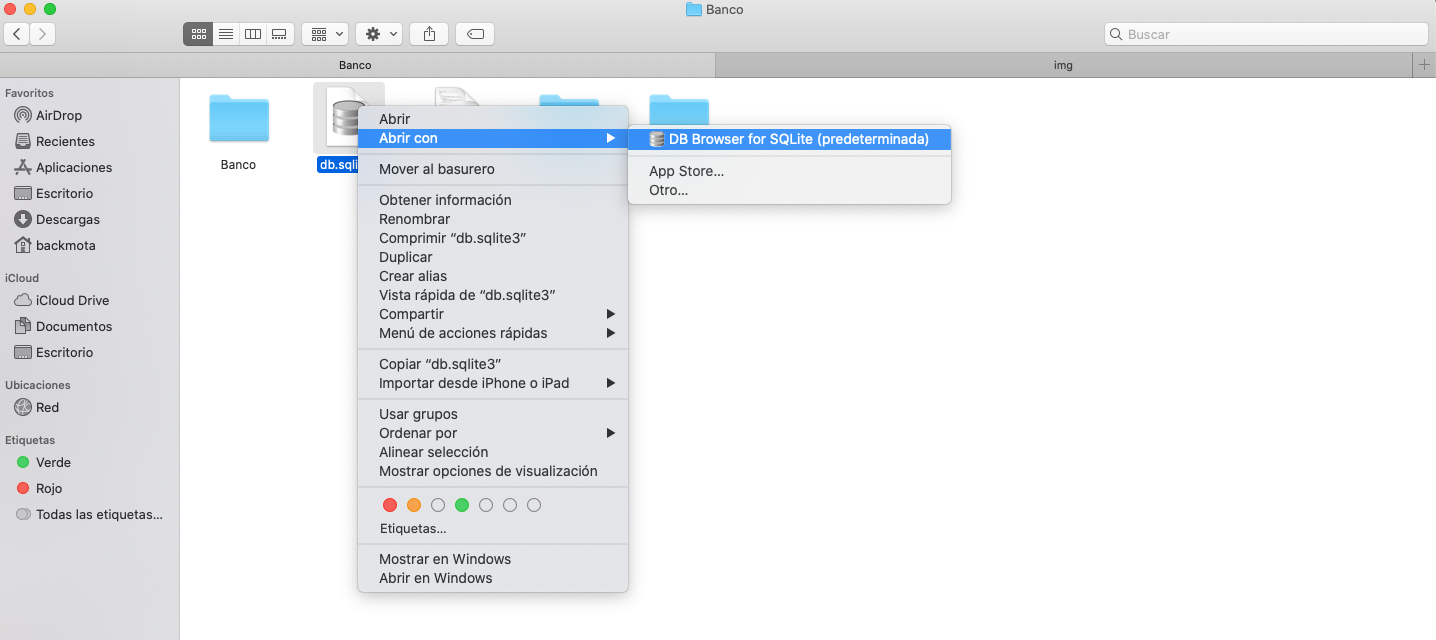 Banco
Buscar
Banco
img
Favoritos
AirDrop
Recientes
Aplicaciones
Escritorio
Descargas
backmota
iCloud
iCloud Drive
Documentos
Escritorio
Ubicaciones
Red
Etiquetas
Verde
Rojo
Todas las etiquetas...
Banco
db.sqli
Abrir
Abrir con
Mover al basurero
Obtener información
Renombrar
Comprimir “db.sqlite3”
Duplicar
Crear alias
Vista rápida de “db.sqlite3”
Compartir
Menú de acciones rápidas
Copiar “db.sqlite3”
Importar desde iPhone o iPad
Usar grupos
Ordenar por
Alinear selección
Mostrar opciones de visualización
Etiquetas...
Mostrar en Windows
Abrir en Windows
DB Browser for SQLite (predeterminada)
App Store...
Otro...